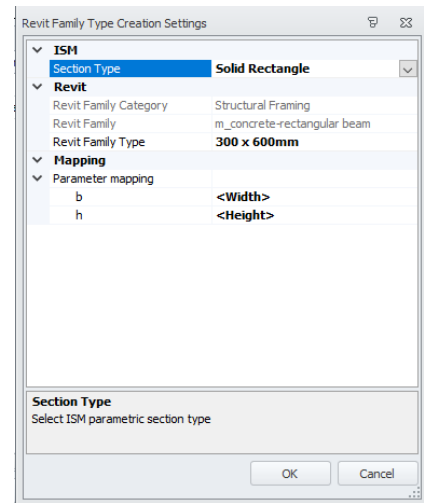 Revit Family Type Creation Settings
ISM
Section Type Solid Rectangle
Revit
Revit Family Category Structural Framing
Revit Family m_concrete-rectangular beam
Revit Family Type 300 x 600mm
Mapping
Parameter mapping
b <Width>
h <Height>
Section Type
Select ISM parametric section type
OK Cancel